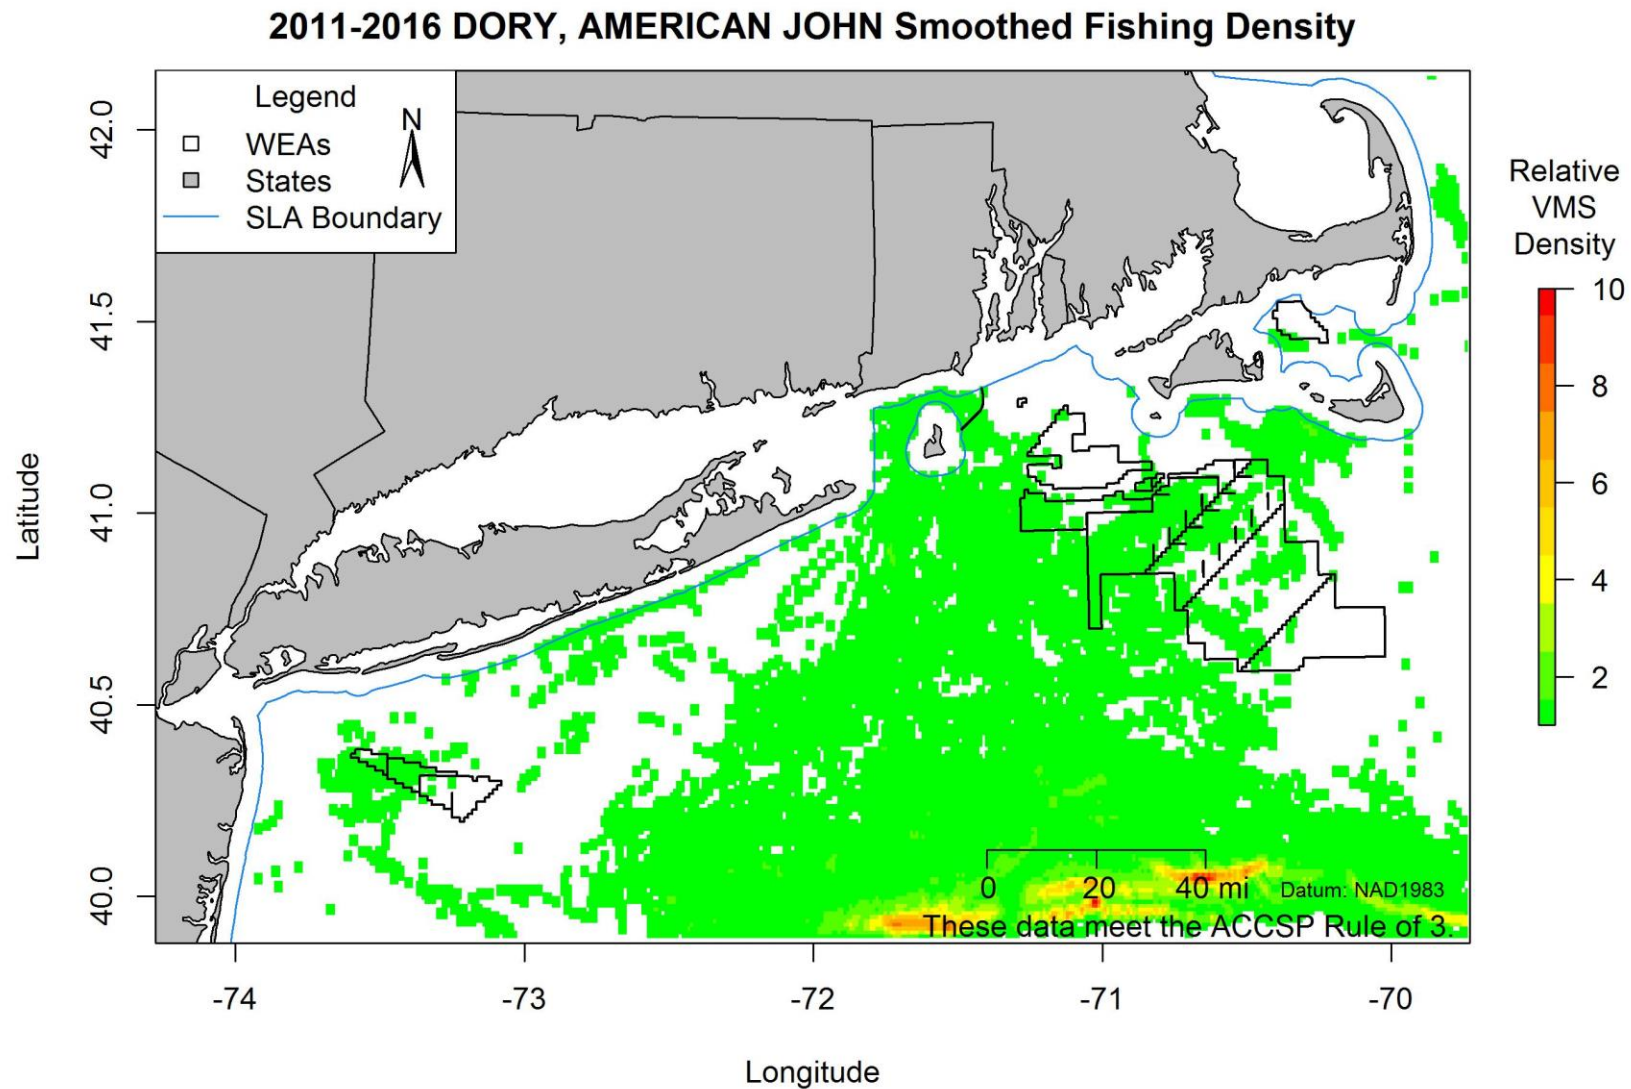 2011-2016 DORY, AMERICAN JOHN Smoothed Fishing Density
Legend
WEAs
States
SLA Boundary
N
Relative
VMS
Density
10
8
6
4
2
Latitude
42.0
41.5
41.0
40.5
40.0
0 20 40 mi Datum: NAD1983
These data meet the ACCSP Rule of 3.
-74 -73 -72 -71 -70
Longitude